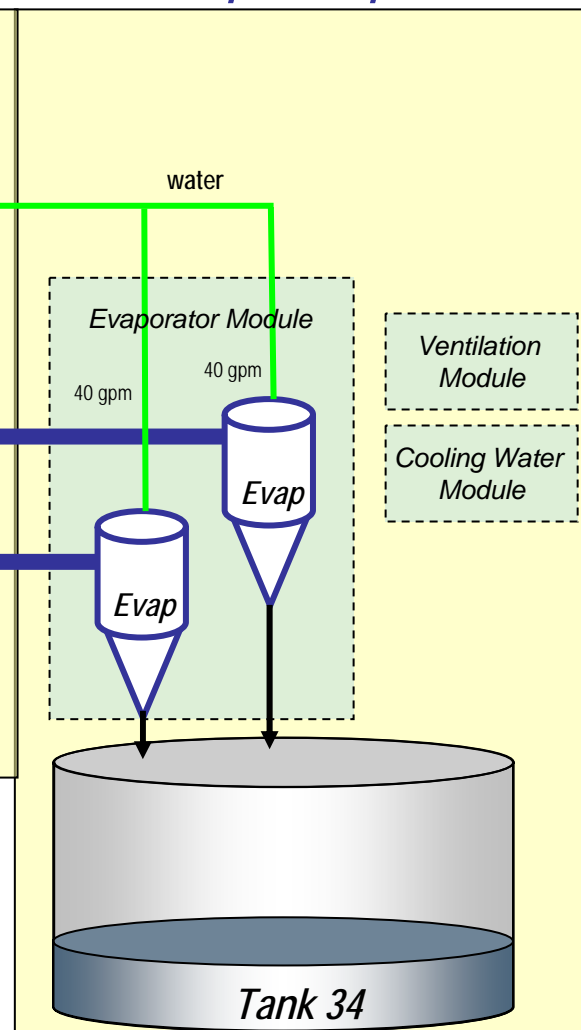 water
Evaporator Module
40 gpm
40 gpm
Evap
Evap
Ventilation
Module
Cooling Water
Module
Tank 34